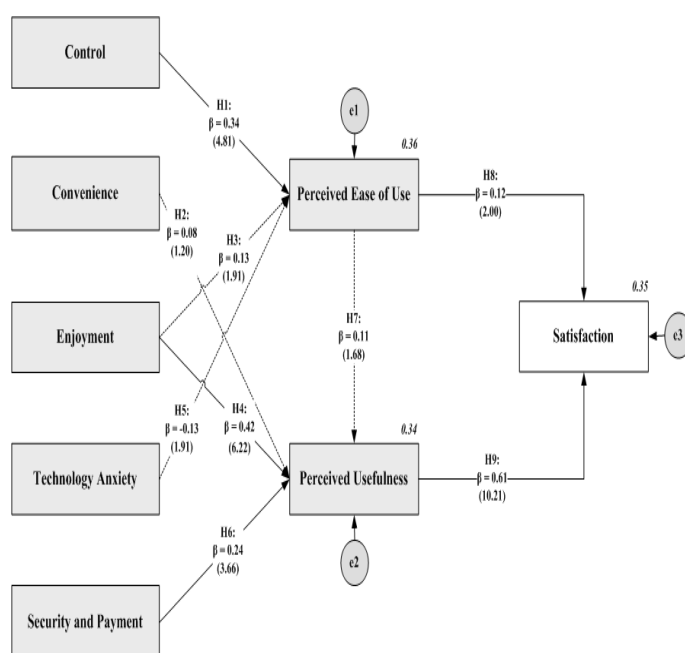 Control
H1:
β = 0.34
(4.81)
e1
0.36
Convenience
H2:
β = 0.08
(1.20)
H3:
β = 0.13
(1.91)
Perceived Ease of Use
H8:
β = 0.12
(2.00)
Enjoyment
H7:
β = 0.11
(1.68)
0.35
Satisfaction
e3
H5:
β = -0.13
(1.91)
H4:
β = 0.42
(6.22)
0.34
Technology Anxiety
Perceived Usefulness
H9:
β = 0.61
(10.21)
H6:
β = 0.24
(3.66)
e2
Security and Payment